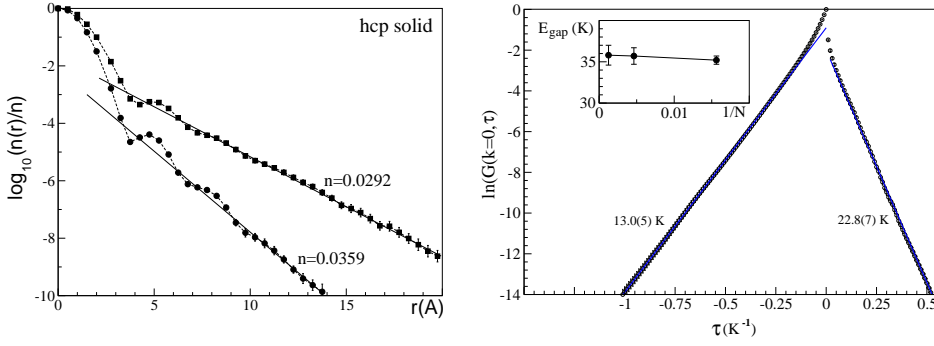 hcp solid
log₁₀ (n(r)/n)
0
-2
-4
-6
-8
-10
0
5
10
15
r(A)
n=0.0292
n=0.0359
ln(G(k=0,τ)
0
-2
-4
-6
-8
-10
-12
-14
-1
-0.75
-0.5
-0.25
0
0.25
0.5
τ(K⁻¹)
13.0(5) K
22.8(7) K
E_gap (K)
40
35
30
0
0.01
1/N